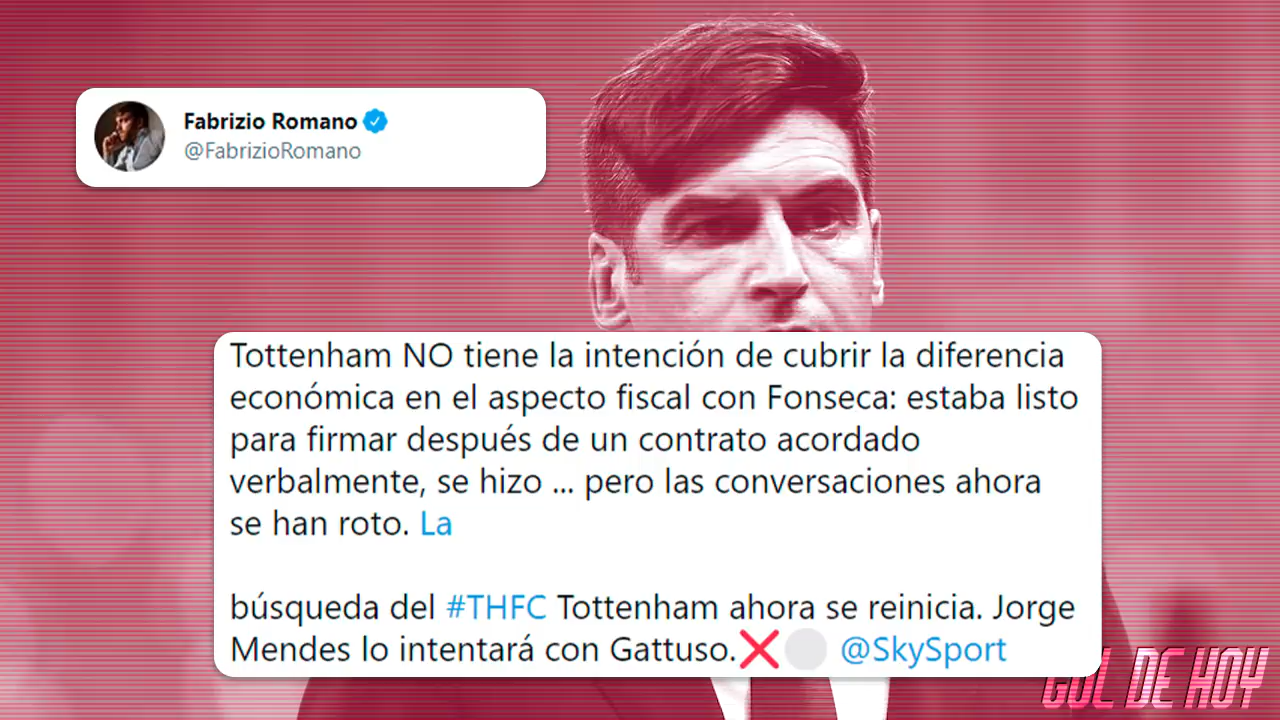 Fabrizio Romano
@FabrizioRomano
Tottenham NO tiene la intención de cubrir la diferencia
económica en el aspecto fiscal con Fonseca: estaba listo
para firmar después de un contrato acordado
verbalmente, se hizo ... pero las conversaciones ahora
se han roto. La
búsqueda del #THFC Tottenham ahora se reinicia. Jorge
Mendes lo intentará con Gattuso.❌⚪ @SkySport
GOL DE HOY